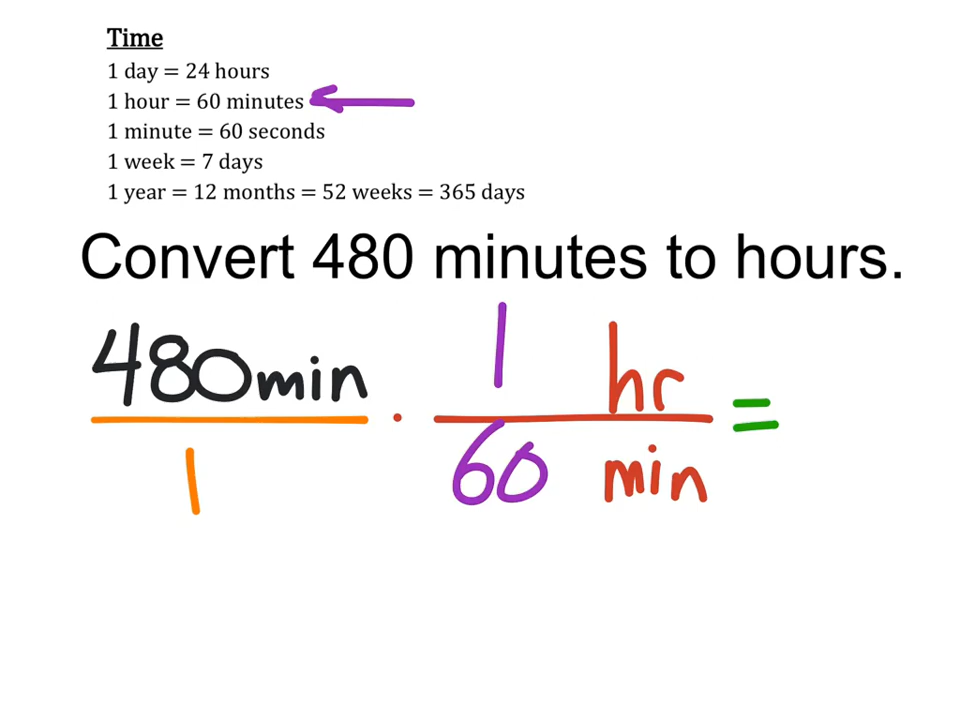 Time
1 day = 24 hours
1 hour = 60 minutes
1 minute = 60 seconds
1 week = 7 days
1 year = 12 months = 52 weeks = 365 days
Convert 480 minutes to hours.
480min 1 hr
· =
1 60 min